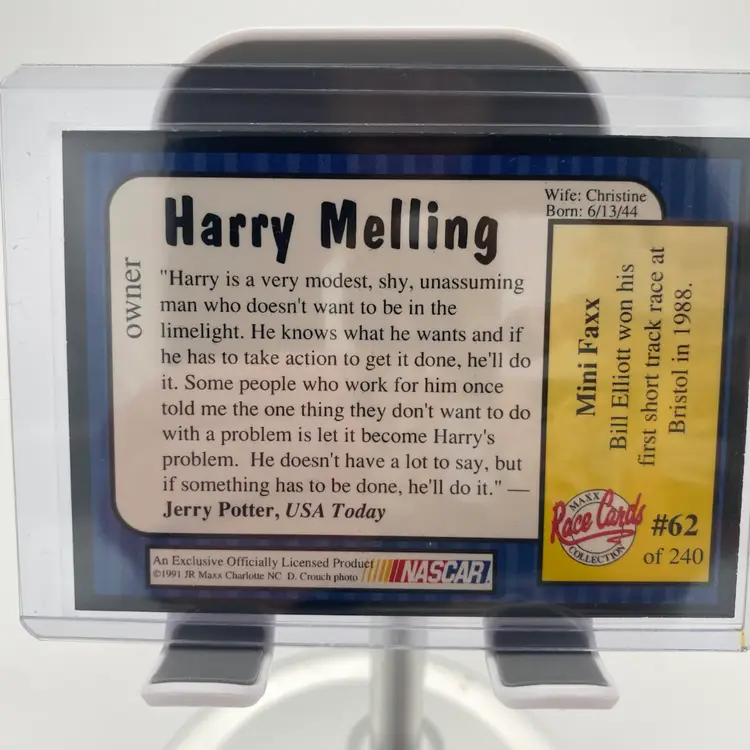 Harry Melling
Wife: Christine
Born: 6/13/44
owner
"Harry is a very modest, shy, unassuming
man who doesn't want to be in the
limelight. He knows what he wants and if
he has to take action to get it done, he'll do
it. Some people who work for him once
told me the one thing they don't want to do
with a problem is let it become Harry's
problem. He doesn't have a lot to say, but
if something has to be done, he'll do it." —
Jerry Potter, USA Today
Mini Faxx
Bill Elliott won his
first short track race at
Bristol in 1988.
MAXX
Race Cards
COLLECTION
#62
of 240
An Exclusive Officially Licensed Product
©1991 JR Maxx Charlotte NC D. Crouch photo
NASCAR